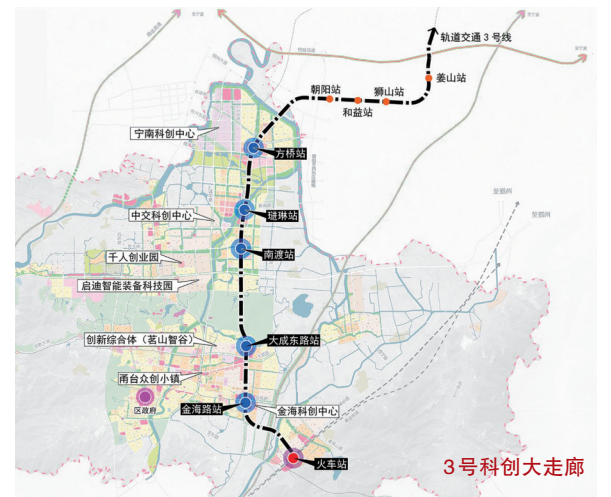 轨道交通3号线
姜山站
朝阳站
狮山站
和益站
宁南科创中心
方桥站
中交科创中心
琎琳站
南渡站
千人创业园
启迪智能装备科技园
创新综合体（茗山智谷）
大成东路站
甬台众创小镇
区政府
金海路站
金海科创中心
火车站
3号科创大走廊